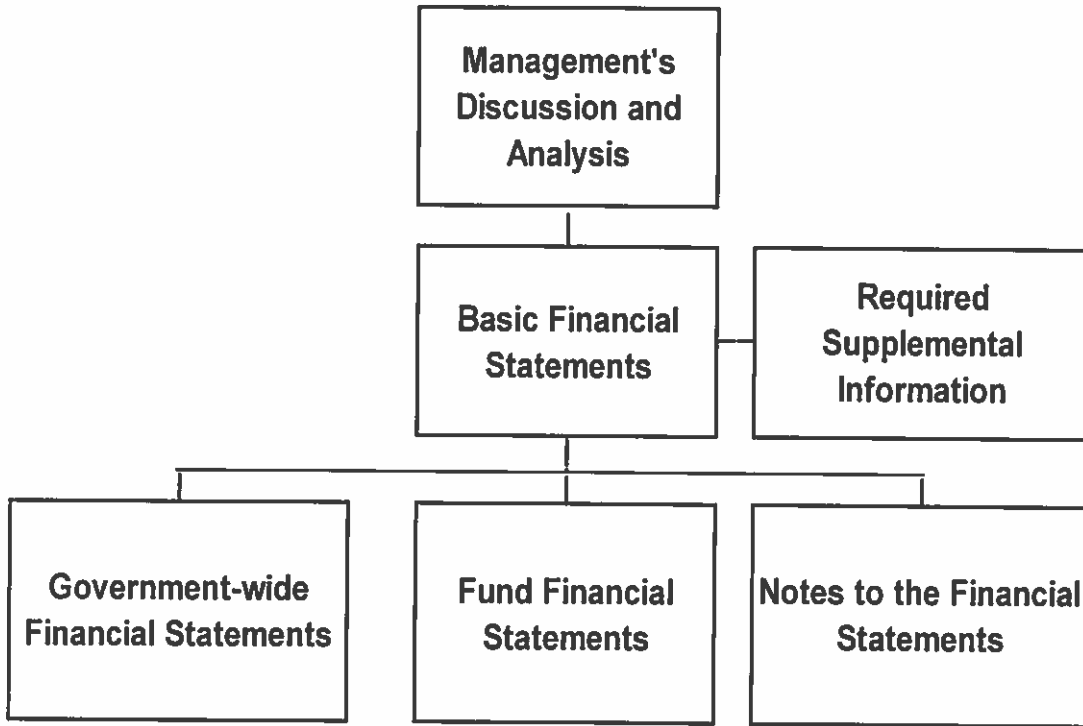 Management's
Discussion and
Analysis
Basic Financial
Statements
Required
Supplemental
Information
Government-wide
Financial Statements
Fund Financial
Statements
Notes to the Financial
Statements